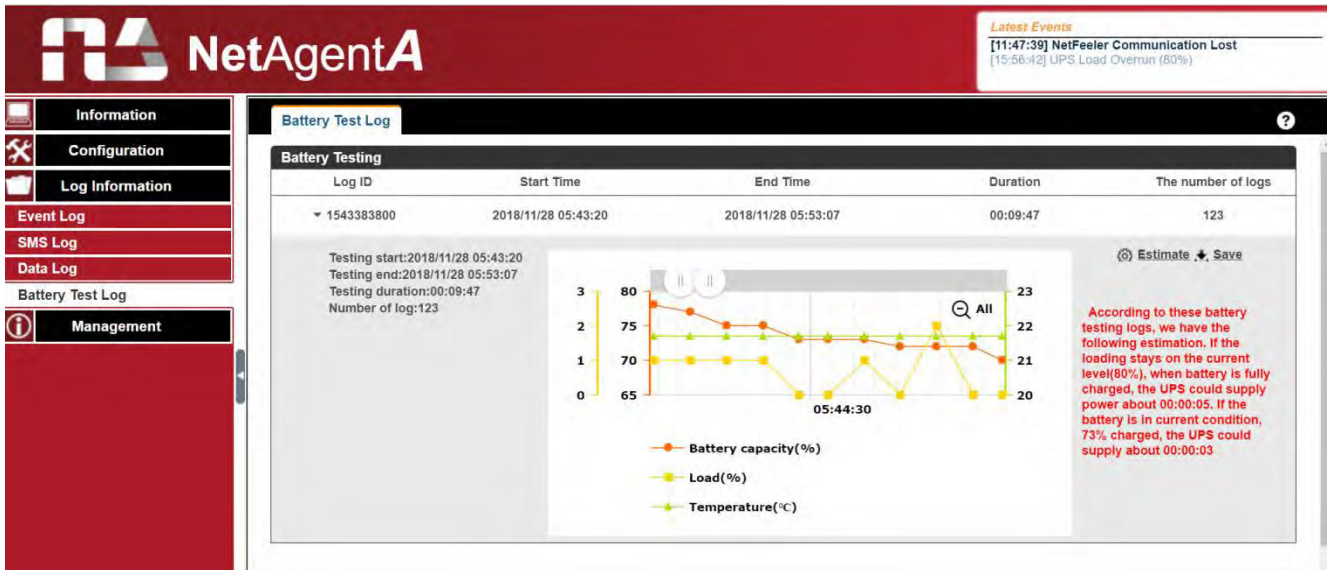 NetAgentA
Latest Events
[11:47:39] NetFeeler Communication Lost
[15:56:42] UPS Load Overrun (80%)
Information
Configuration
Log Information
Event Log
SMS Log
Data Log
Battery Test Log
Management
Battery Test Log
?
Battery Testing
Log ID Start Time End Time Duration The number of logs
1543383800 2018/11/28 05:43:20 2018/11/28 05:53:07 00:09:47 123
Testing start:2018/11/28 05:43:20
Testing end:2018/11/28 05:53:07
Testing duration:00:09:47
Number of log:123
Estimate Save
3 80 23
All
2 75 22
1 70 21
0 65 20
05:44:30
Battery capacity(%)
Load(%)
Temperature(℃)
According to these battery
testing logs, we have the
following estimation. If the
loading stays on the current
level(80%), when battery is fully
charged, the UPS could supply
power about 00:00:05. If the
battery is in current condition,
73% charged, the UPS could
supply about 00:00:03